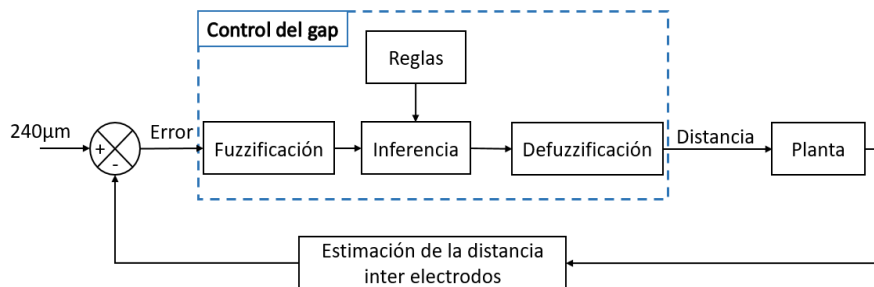 Control del gap
Reglas
240μm
+
-
Error
Fuzzificación
Inferencia
Defuzzificación
Distancia
Planta
Estimación de la distancia
inter electrodos